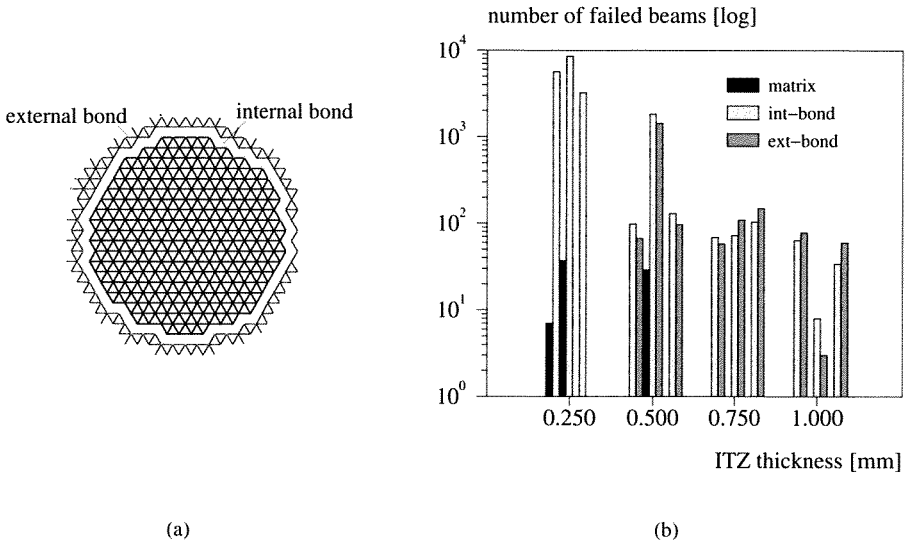 number of failed beams [log]
external bond
internal bond
10^4
10^3
10^2
10^1
10^0
matrix
int-bond
ext-bond
0.250 0.500 0.750 1.000
ITZ thickness [mm]
(a) (b)